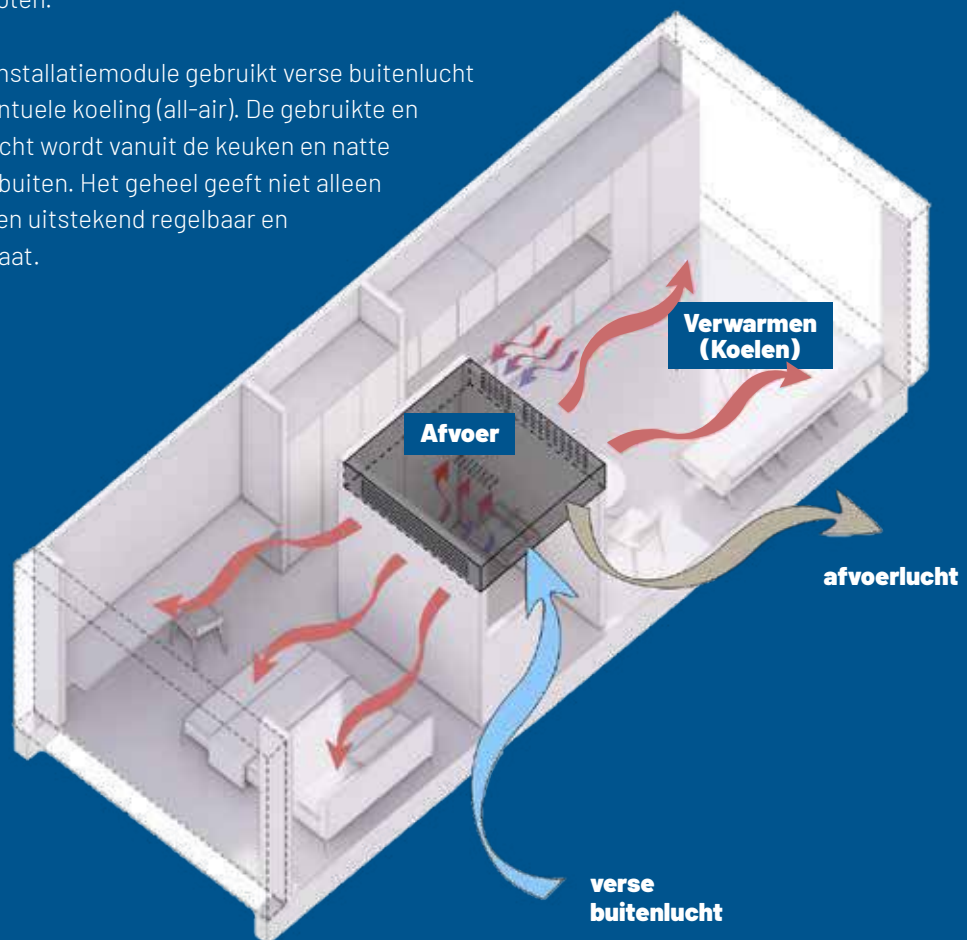 nstallatiemodule gebruikt verse buitenlucht
ntuele koeling (all-air). De gebruikte en
cht wordt vanuit de keuken en natte
buiten. Het geheel geeft niet alleen
en uitstekend regelbaar en
aat.
Verwarmen
(Koelen)
Afvoer
afvoerlucht
verse
buitenlucht